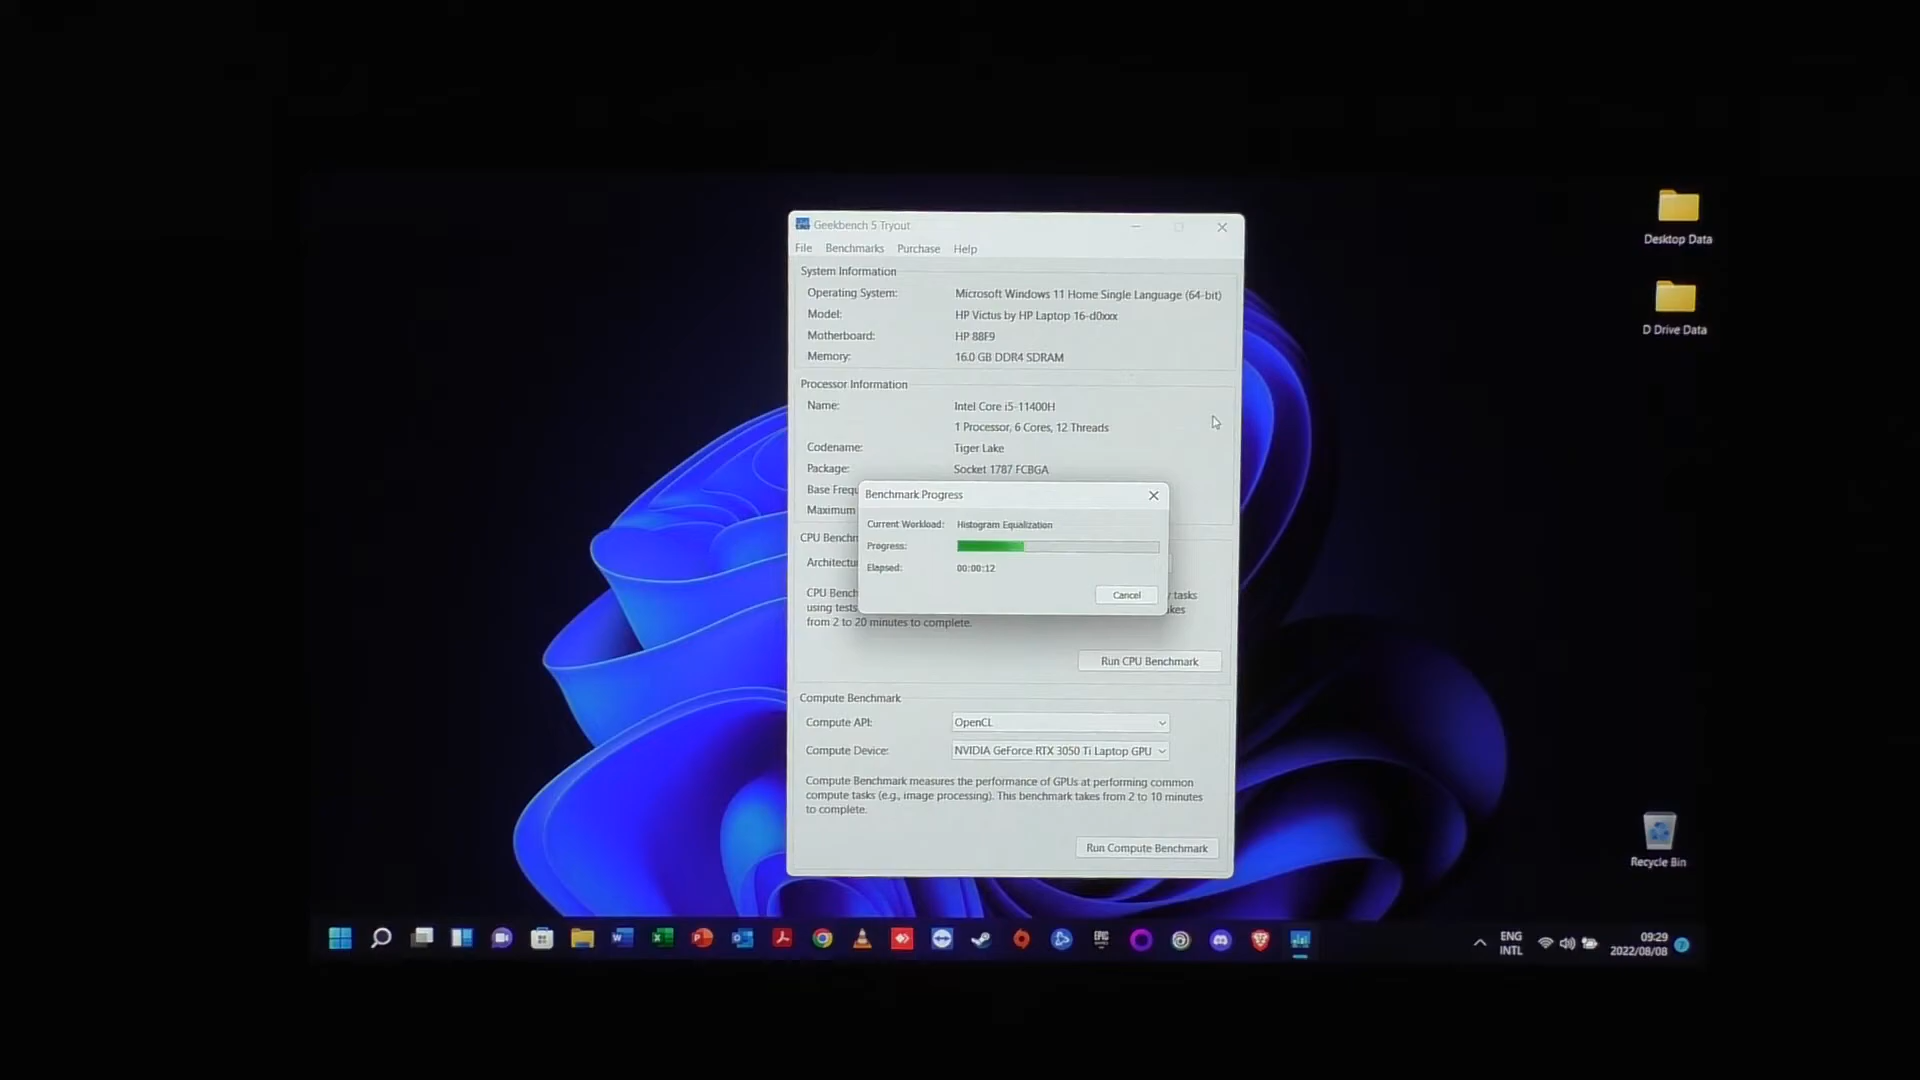 Desktop Data
D Drive Data
Geekbench 5 Tryout
File Benchmarks Purchase Help
System Information
Operating System: Microsoft Windows 11 Home Single Language (64-bit)
Model: HP Victus by HP Laptop 16-d0xxx
Motherboard: HP 88F9
Memory: 16.0 GB DDR4 SDRAM
Processor Information
Name: Intel Core i5-11400H
1 Processor, 6 Cores, 12 Threads
Codename: Tiger Lake
Package: Socket 1787 FCBGA
Base Frequ
Maximum
CPU Benchm
Architectu
CPU Bench
tasks
using tests
from 2 to 20 minutes to complete.
Benchmark Progress
Current Workload: Histogram Equalization
Progress:
Elapsed: 00:00:12
Cancel
Run CPU Benchmark
Compute Benchmark
Compute API: OpenCL
Compute Device: NVIDIA GeForce RTX 3050 Ti Laptop GPU
Compute Benchmark measures the performance of GPUs at performing common
compute tasks (e.g., image processing). This benchmark takes from 2 to 10 minutes
to complete.
Run Compute Benchmark
Recycle Bin
EPIC
ENG
INTL
09:29
2022/08/08